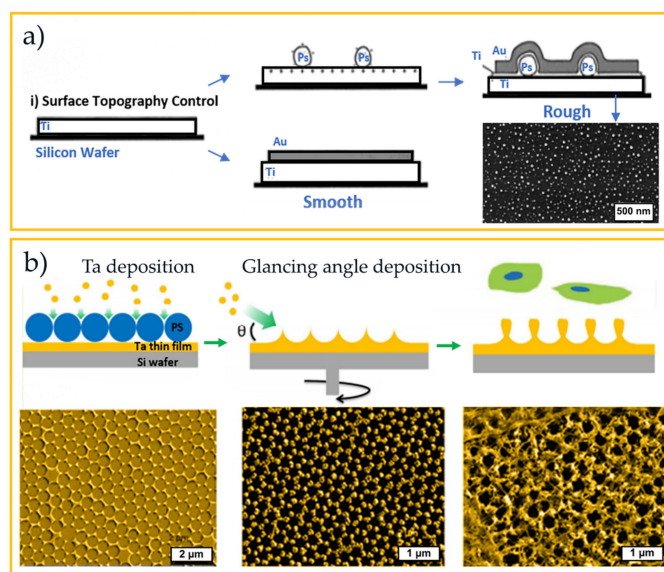 a)
i) Surface Topography Control
Ti
Silicon Wafer
Ps
Ps
Au
Ti
Smooth
Au
Ti
Ps
Ps
Ti
Rough
500 nm
b)
Ta deposition
Glancing angle deposition
PS
Ta thin film
Si wafer
θ
2 µm
1 µm
1 µm